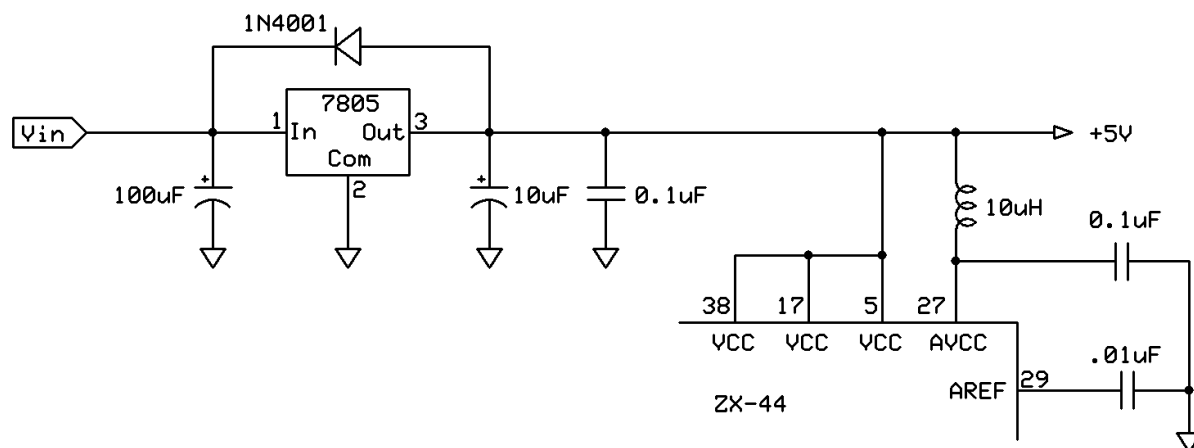 1N4001
7805
Vin
1 In Out 3
+5V
Com
2
+
100uF
+
10uF
0.1uF
10uH
0.1uF
38 17 5 27
VCC VCC VCC AVCC
.01uF
AREF 29
ZX-44